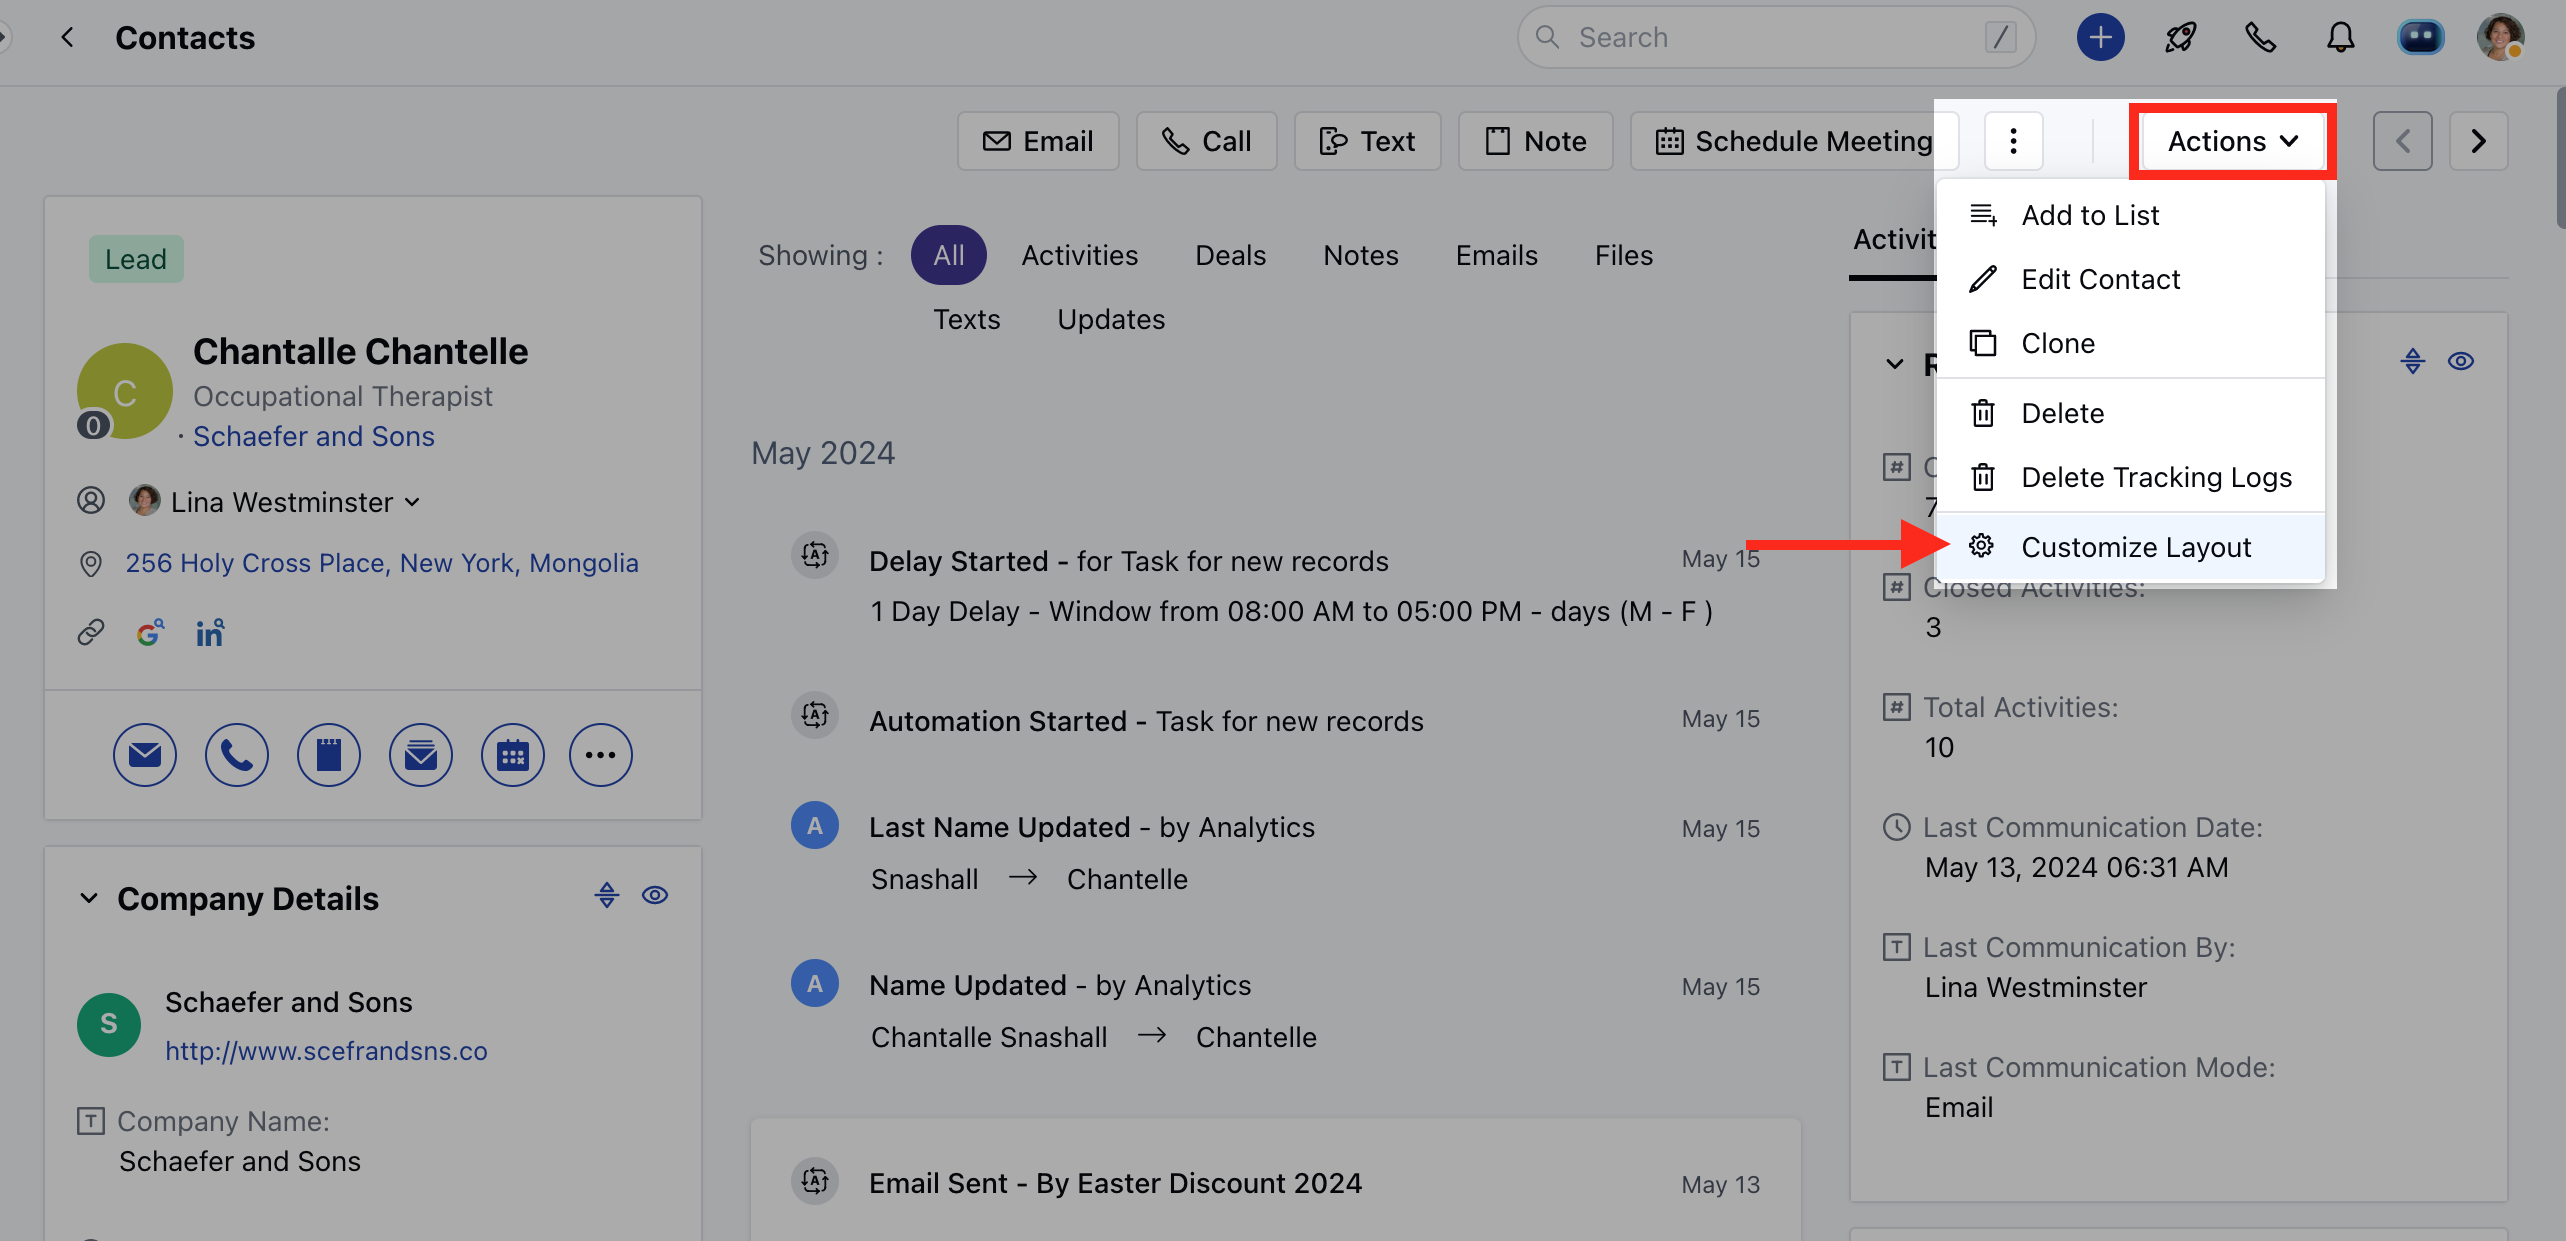 Contacts
Search
/
Email
Call
Text
Note
Schedule Meeting
Actions
Add to List
Edit Contact
Clone
Delete
Delete Tracking Logs
Customize Layout
Lead
C
0
Chantalle Chantelle
Occupational Therapist
· Schaefer and Sons
Lina Westminster
256 Holy Cross Place, New York, Mongolia
Company Details
S
Schaefer and Sons
http://www.scefrandsns.co
Company Name:
Schaefer and Sons
Showing :
All
Activities
Deals
Notes
Emails
Files
Texts
Updates
May 2024
Delay Started - for Task for new records
May 15
1 Day Delay - Window from 08:00 AM to 05:00 PM - days (M - F )
Automation Started - Task for new records
May 15
A
Last Name Updated - by Analytics
May 15
Snashall → Chantelle
A
Name Updated - by Analytics
May 15
Chantalle Snashall → Chantelle
Email Sent - By Easter Discount 2024
May 13
Closed Activities:
3
Total Activities:
10
Last Communication Date:
May 13, 2024 06:31 AM
Last Communication By:
Lina Westminster
Last Communication Mode:
Email